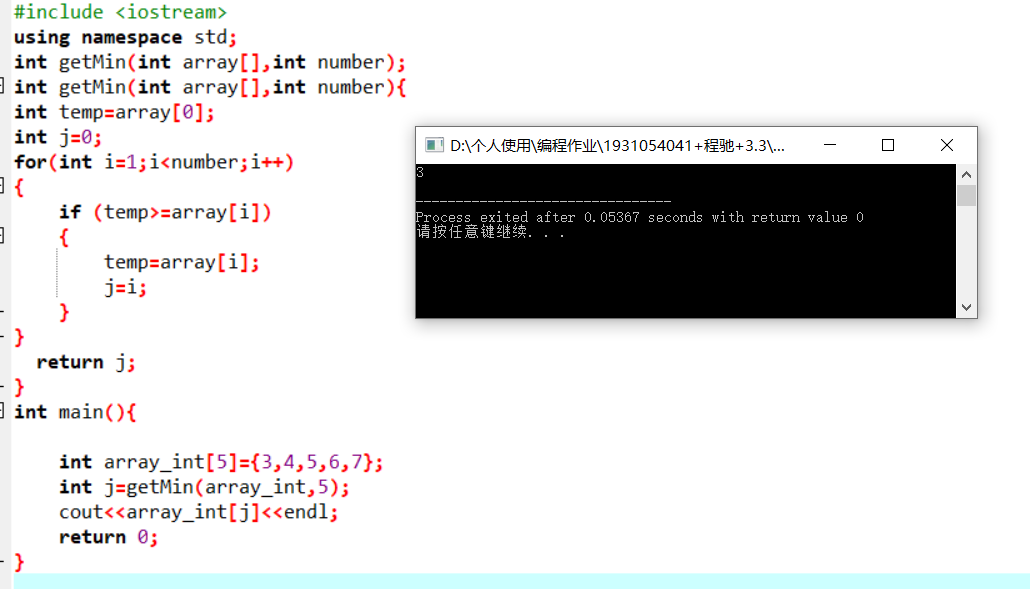 #include <iostream>
using namespace std;
int getMin(int array[],int number);
int getMin(int array[],int number){
int temp=array[0];
int j=0;
for(int i=1;i<number;i++)
{
    if (temp>=array[i])
    {
        temp=array[i];
        j=i;
    }
}
  return j;
}
int main(){

    int array_int[5]={3,4,5,6,7};
    int j=getMin(array_int,5);
    cout<<array_int[j]<<endl;
    return 0;
}
D:\个人使用\编程作业\1931054041+程驰+3.3\...
3
--------------------------------
Process exited after 0.05367 seconds with return value 0
请按任意键继续. . .